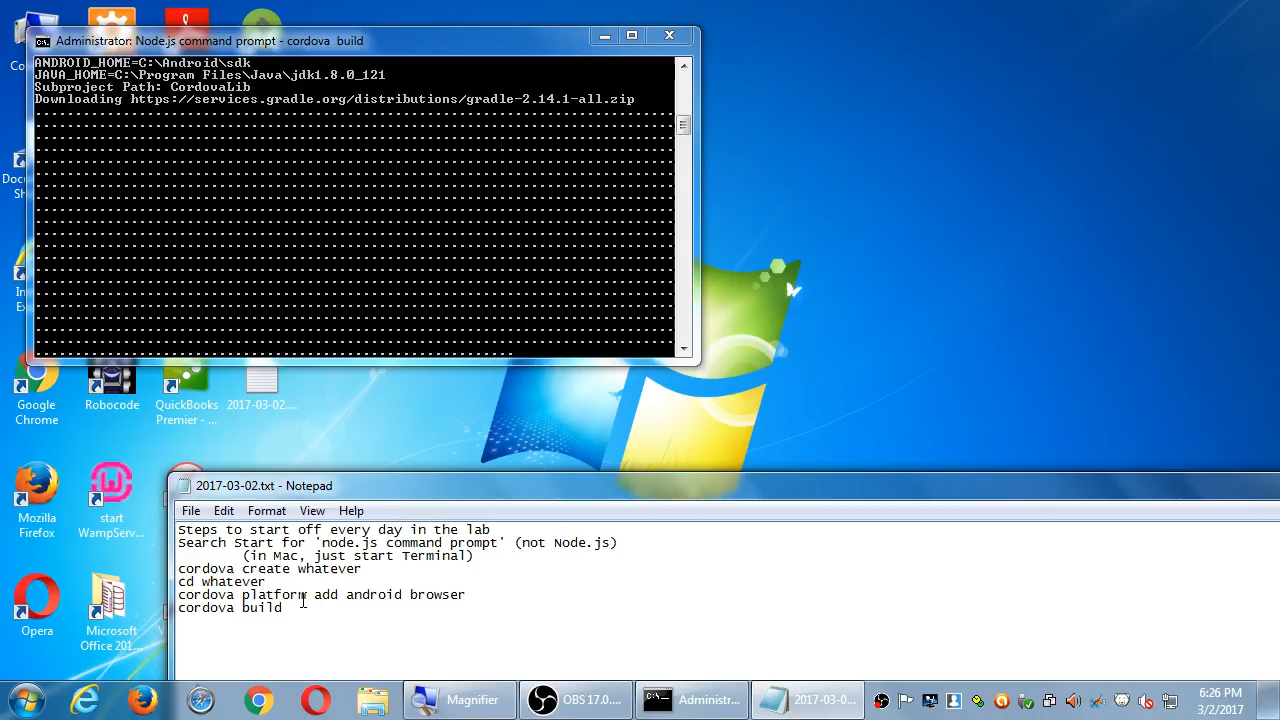 Administrator: Node.js command prompt - cordova  build
ANDROID_HOME=C:\Android\sdk
JAVA_HOME=C:\Program Files\Java\jdk1.8.0_121
Subproject Path: CordovaLib
Downloading https://services.gradle.org/distributions/gradle-2.14.1-all.zip
Google Chrome
Robocode
QuickBooks Premier - ...
2017-03-02....
Mozilla Firefox
start WampServ...
Opera
Microsoft Office 201...
2017-03-02.txt - Notepad
File Edit Format View Help
Steps to start off every day in the lab
Search Start for 'node.js command prompt' (not Node.js)
(in Mac, just start Terminal)
cordova create whatever
cd whatever
cordova platform add android browser
cordova build
Magnifier
OBS 17.0....
Administr...
2017-03-0...
6:26 PM
3/2/2017